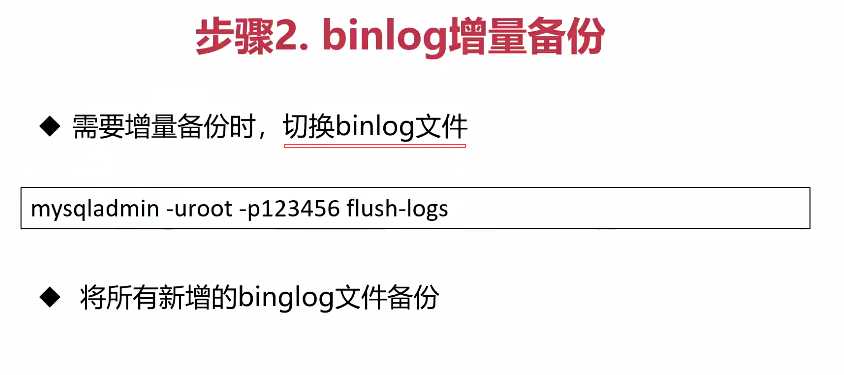 步骤2. binlog增量备份
◆ 需要增量备份时，切换binlog文件
mysqladmin -uroot -p123456 flush-logs
◆ 将所有新增的binglog文件备份